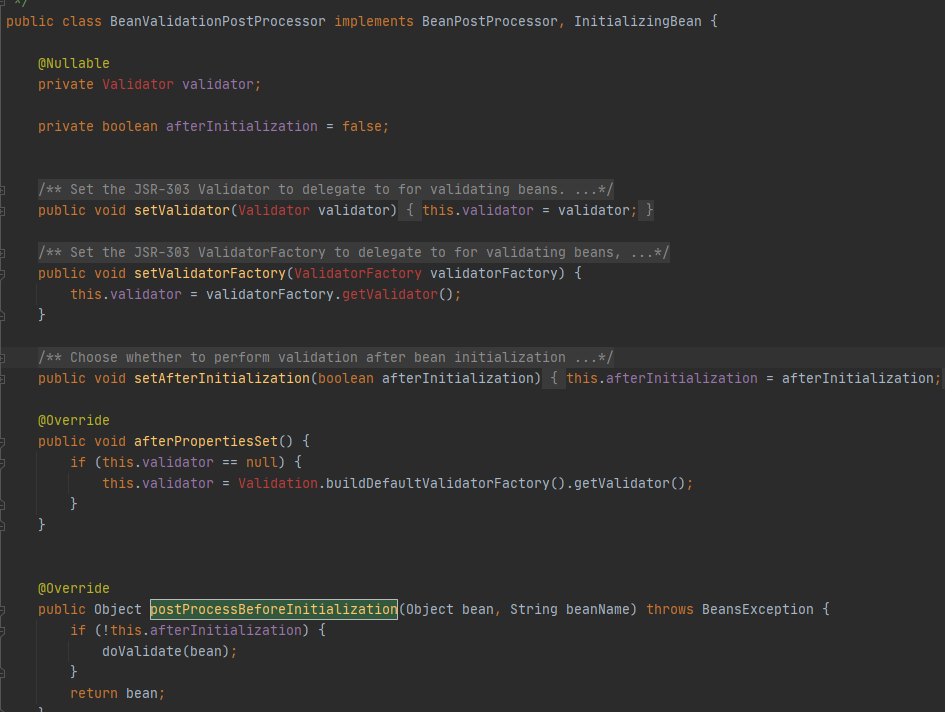 */
public class BeanValidationPostProcessor implements BeanPostProcessor, InitializingBean {
@Nullable
private Validator validator;
private boolean afterInitialization = false;
/** Set the JSR-303 Validator to delegate to for validating beans. ...*/
public void setValidator(Validator validator) { this.validator = validator; }
/** Set the JSR-303 ValidatorFactory to delegate to for validating beans, ...*/
public void setValidatorFactory(ValidatorFactory validatorFactory) {
this.validator = validatorFactory.getValidator();
}
/** Choose whether to perform validation after bean initialization ...*/
public void setAfterInitialization(boolean afterInitialization) { this.afterInitialization = afterInitialization;
@Override
public void afterPropertiesSet() {
if (this.validator == null) {
this.validator = Validation.buildDefaultValidatorFactory().getValidator();
}
}
@Override
public Object postProcessBeforeInitialization(Object bean, String beanName) throws BeansException {
if (!this.afterInitialization) {
doValidate(bean);
}
return bean;
}